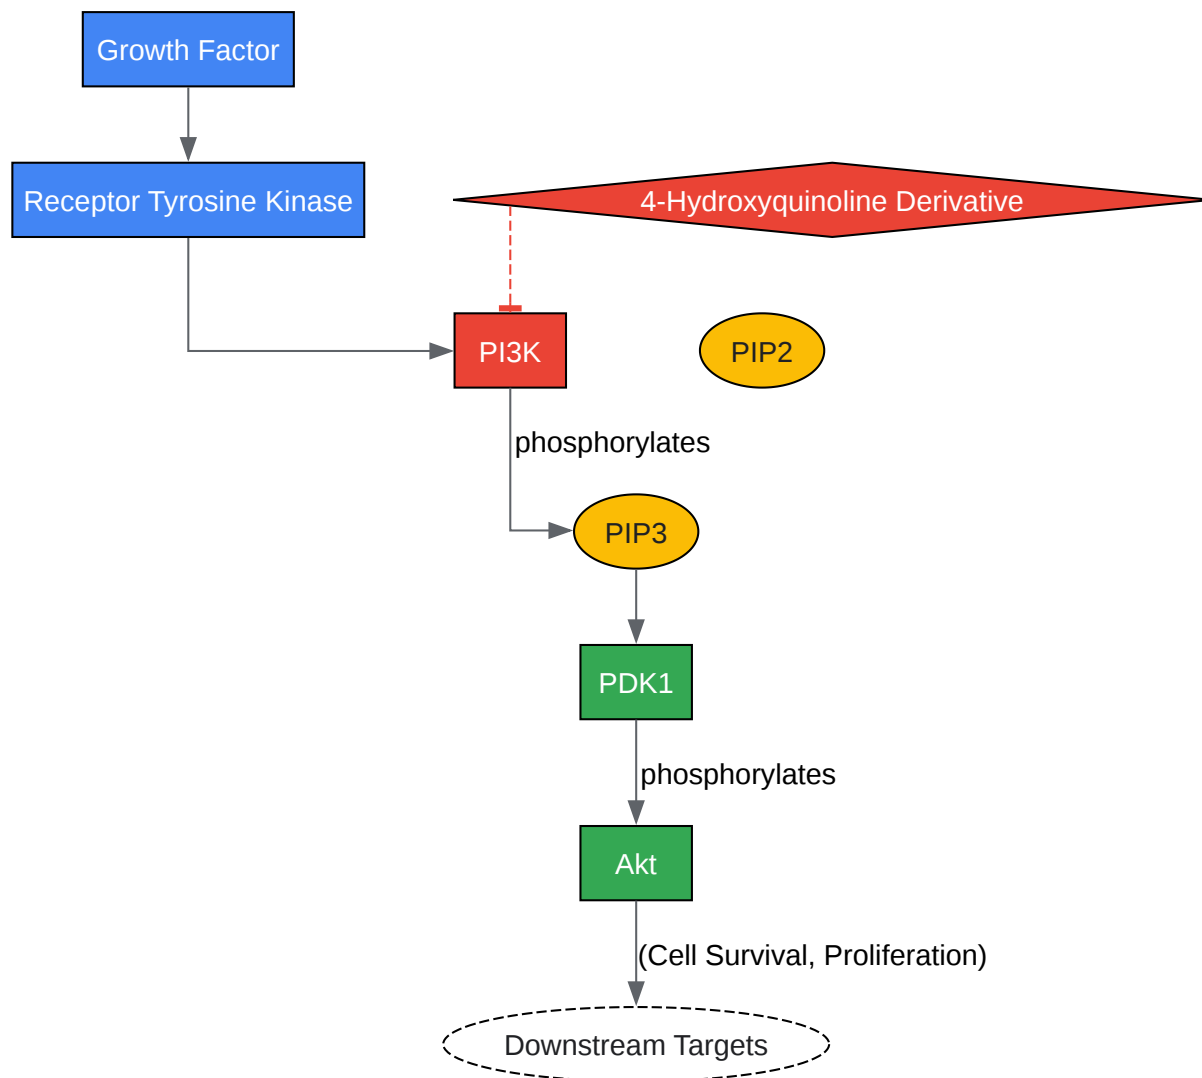 Growth Factor
Receptor Tyrosine Kinase
4-Hydroxyquinoline Derivative
PI3K
PIP2
phosphorylates
PIP3
PDK1
phosphorylates
Akt
(Cell Survival, Proliferation)
Downstream Targets